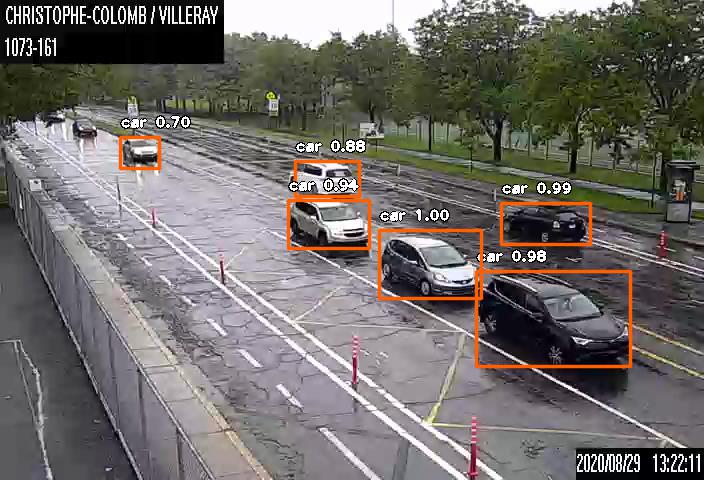 CHRISTOPHE-COLOMB / VILLERAY
1073-161
car 0.70
car 0.88
car 0.94
car 0.99
car 1.00
car 0.98
2020/08/29 13:22:11